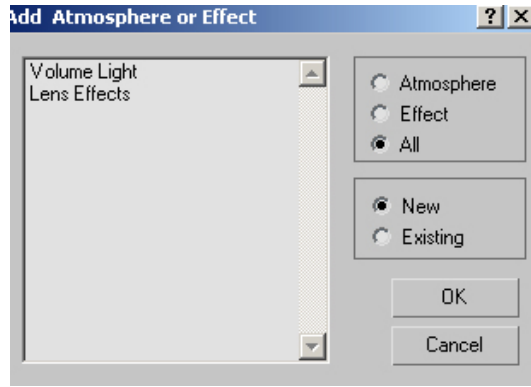 Add Atmosphere or Effect
Volume Light
Lens Effects
Atmosphere
Effect
All
New
Existing
OK
Cancel